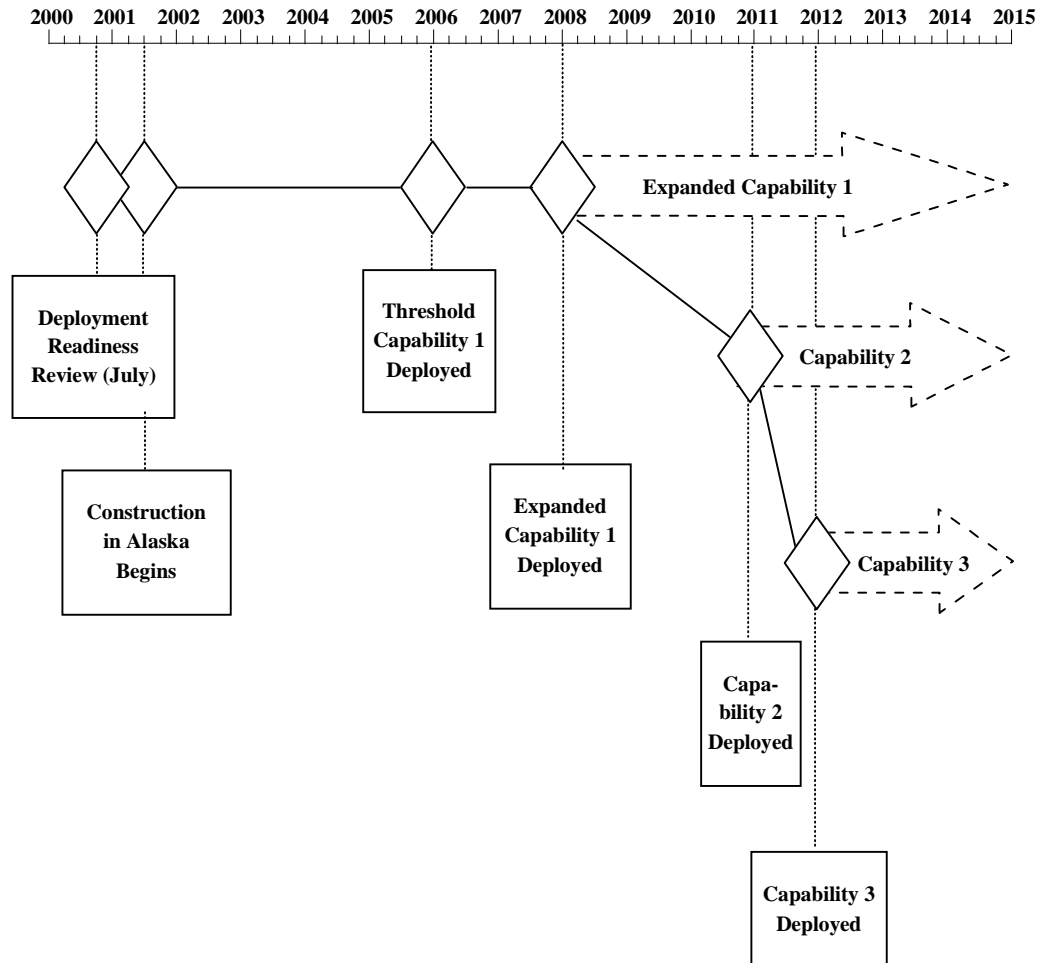 2000 2001 2002 2003 2004 2005 2006 2007 2008 2009 2010 2011 2012 2013 2014 2015
Expanded Capability 1
Deployment
Readiness
Review (July)
Threshold
Capability 1
Deployed
Capability 2
Construction
in Alaska
Begins
Expanded
Capability 1
Deployed
Capability 3
Capa-
bility 2
Deployed
Capability 3
Deployed